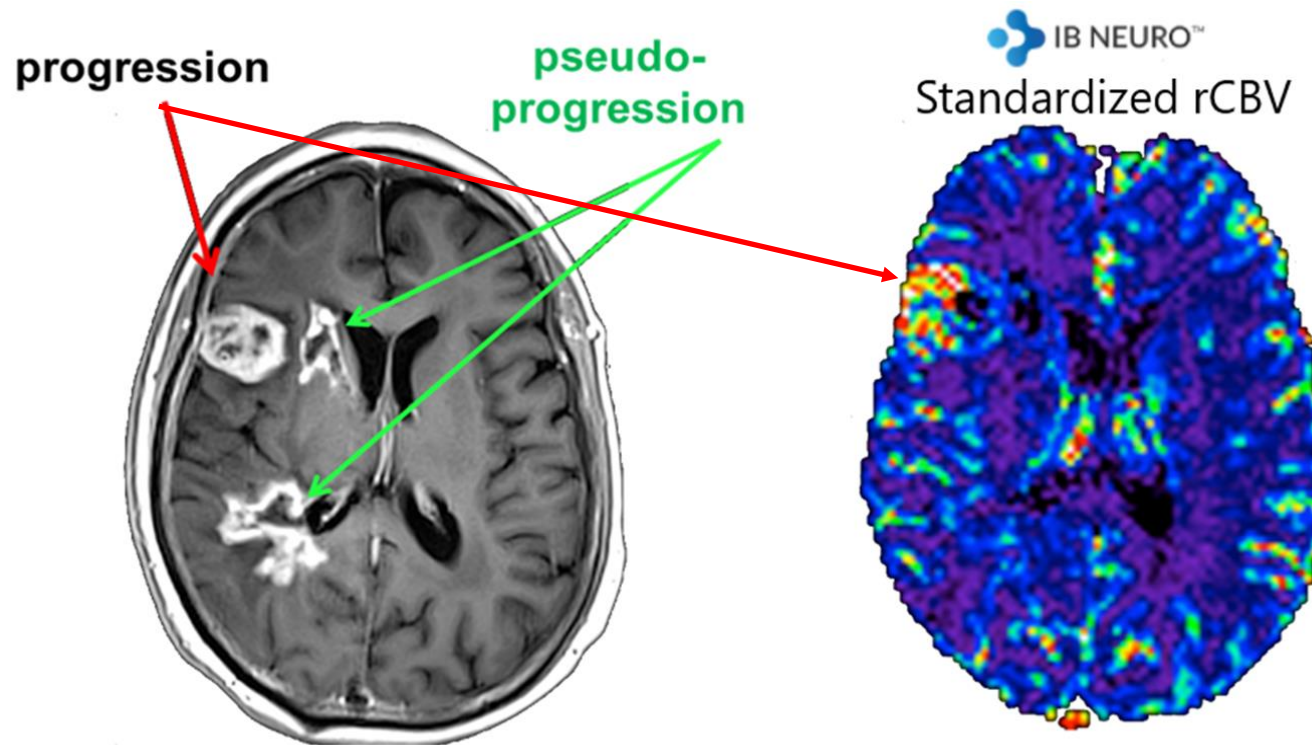 progression
pseudo-
progression
IB NEURO™
Standardized rCBV